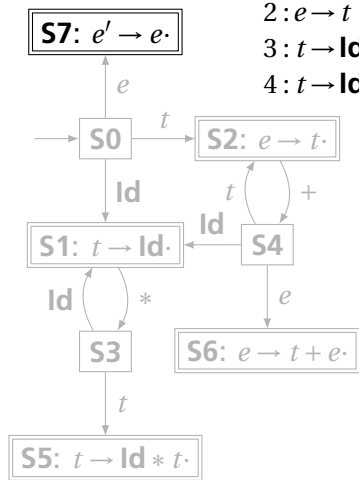 2 : e → t
S7: e′ → e·
3 : t → Id
4 : t → Id
e
S0
t
S2: e → t·
Id
t
+
S1: t → Id·
Id
S4
Id
*
e
S3
S6: e → t + e·
t
S5: t → Id * t·